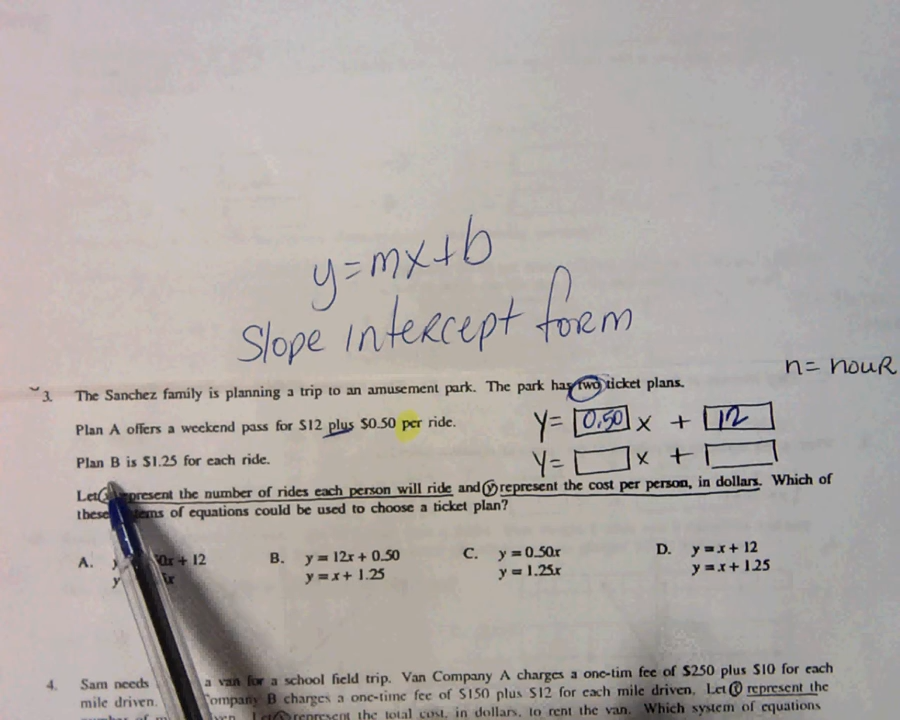 y=mx+b
Slope intercept form
n= hour
3. The Sanchez family is planning a trip to an amusement park. The park has two ticket plans.
Plan A offers a weekend pass for $12 plus $0.50 per ride.
y= 0.50 x + 12
Plan B is $1.25 for each ride.
y= x +
Let represent the number of rides each person will ride and y represent the cost per person, in dollars. Which of
these of equations could be used to choose a ticket plan?
A. + 12
B. y = 12x + 0.50
y = x + 1.25
C. y = 0.50x
y = 1.25x
D. y = x + 12
y = x + 1.25
4. Sam needs a van for a school field trip. Van Company A charges a one-tim fee of $250 plus $10 for each
mile driven. Company B charges a one-time fee of $150 plus $12 for each mile driven. Let represent the
represent the total cost, in dollars, to rent the van. Which system of equations